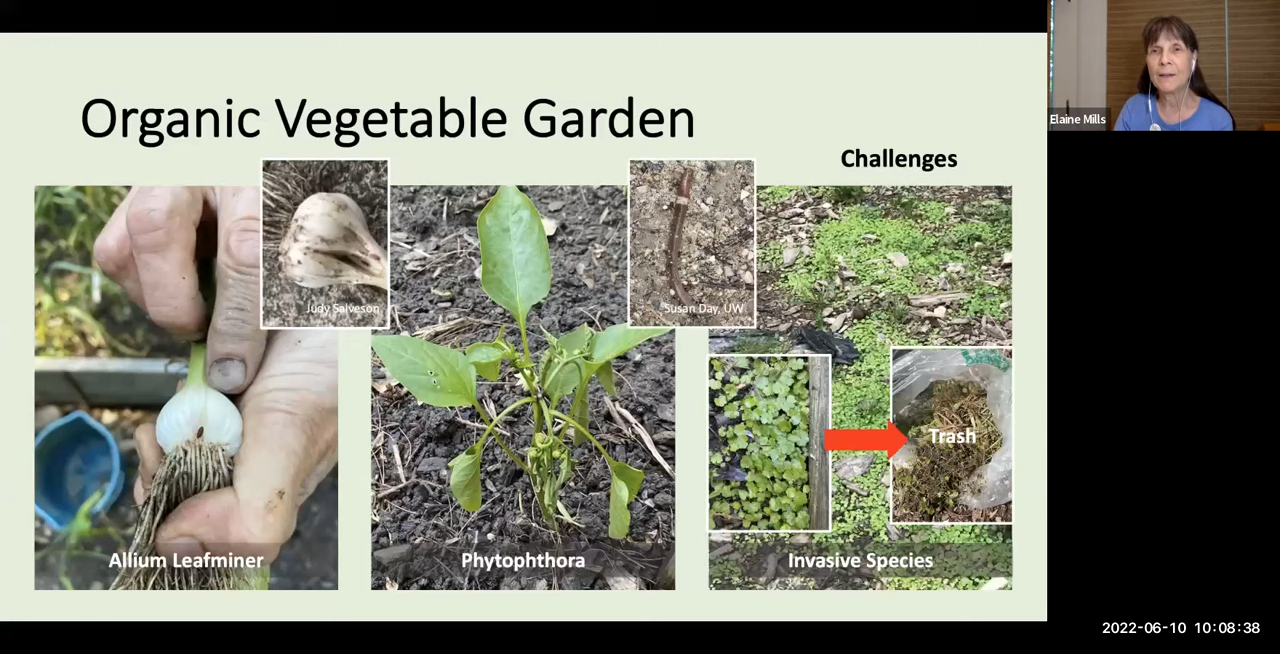 Organic Vegetable Garden
Challenges
Elaine Mills
Judy Salveson
Susan Day, UW
Trash
Allium Leafminer
Phytophthora
Invasive Species
2022-06-10 10:08:38